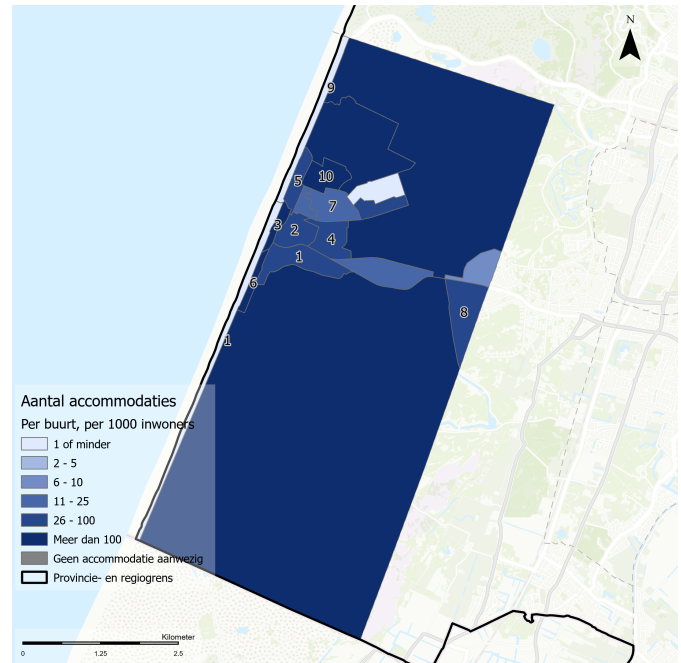 N
9
5
10
7
3
2
4
1
6
8
1
Aantal accommodaties
Per buurt, per 1000 inwoners
1 of minder
2 - 5
6 - 10
11 - 25
26 - 100
Meer dan 100
Geen accommodatie aanwezig
Provincie- en regiogrens
Kilometer
0 1.25 2.5